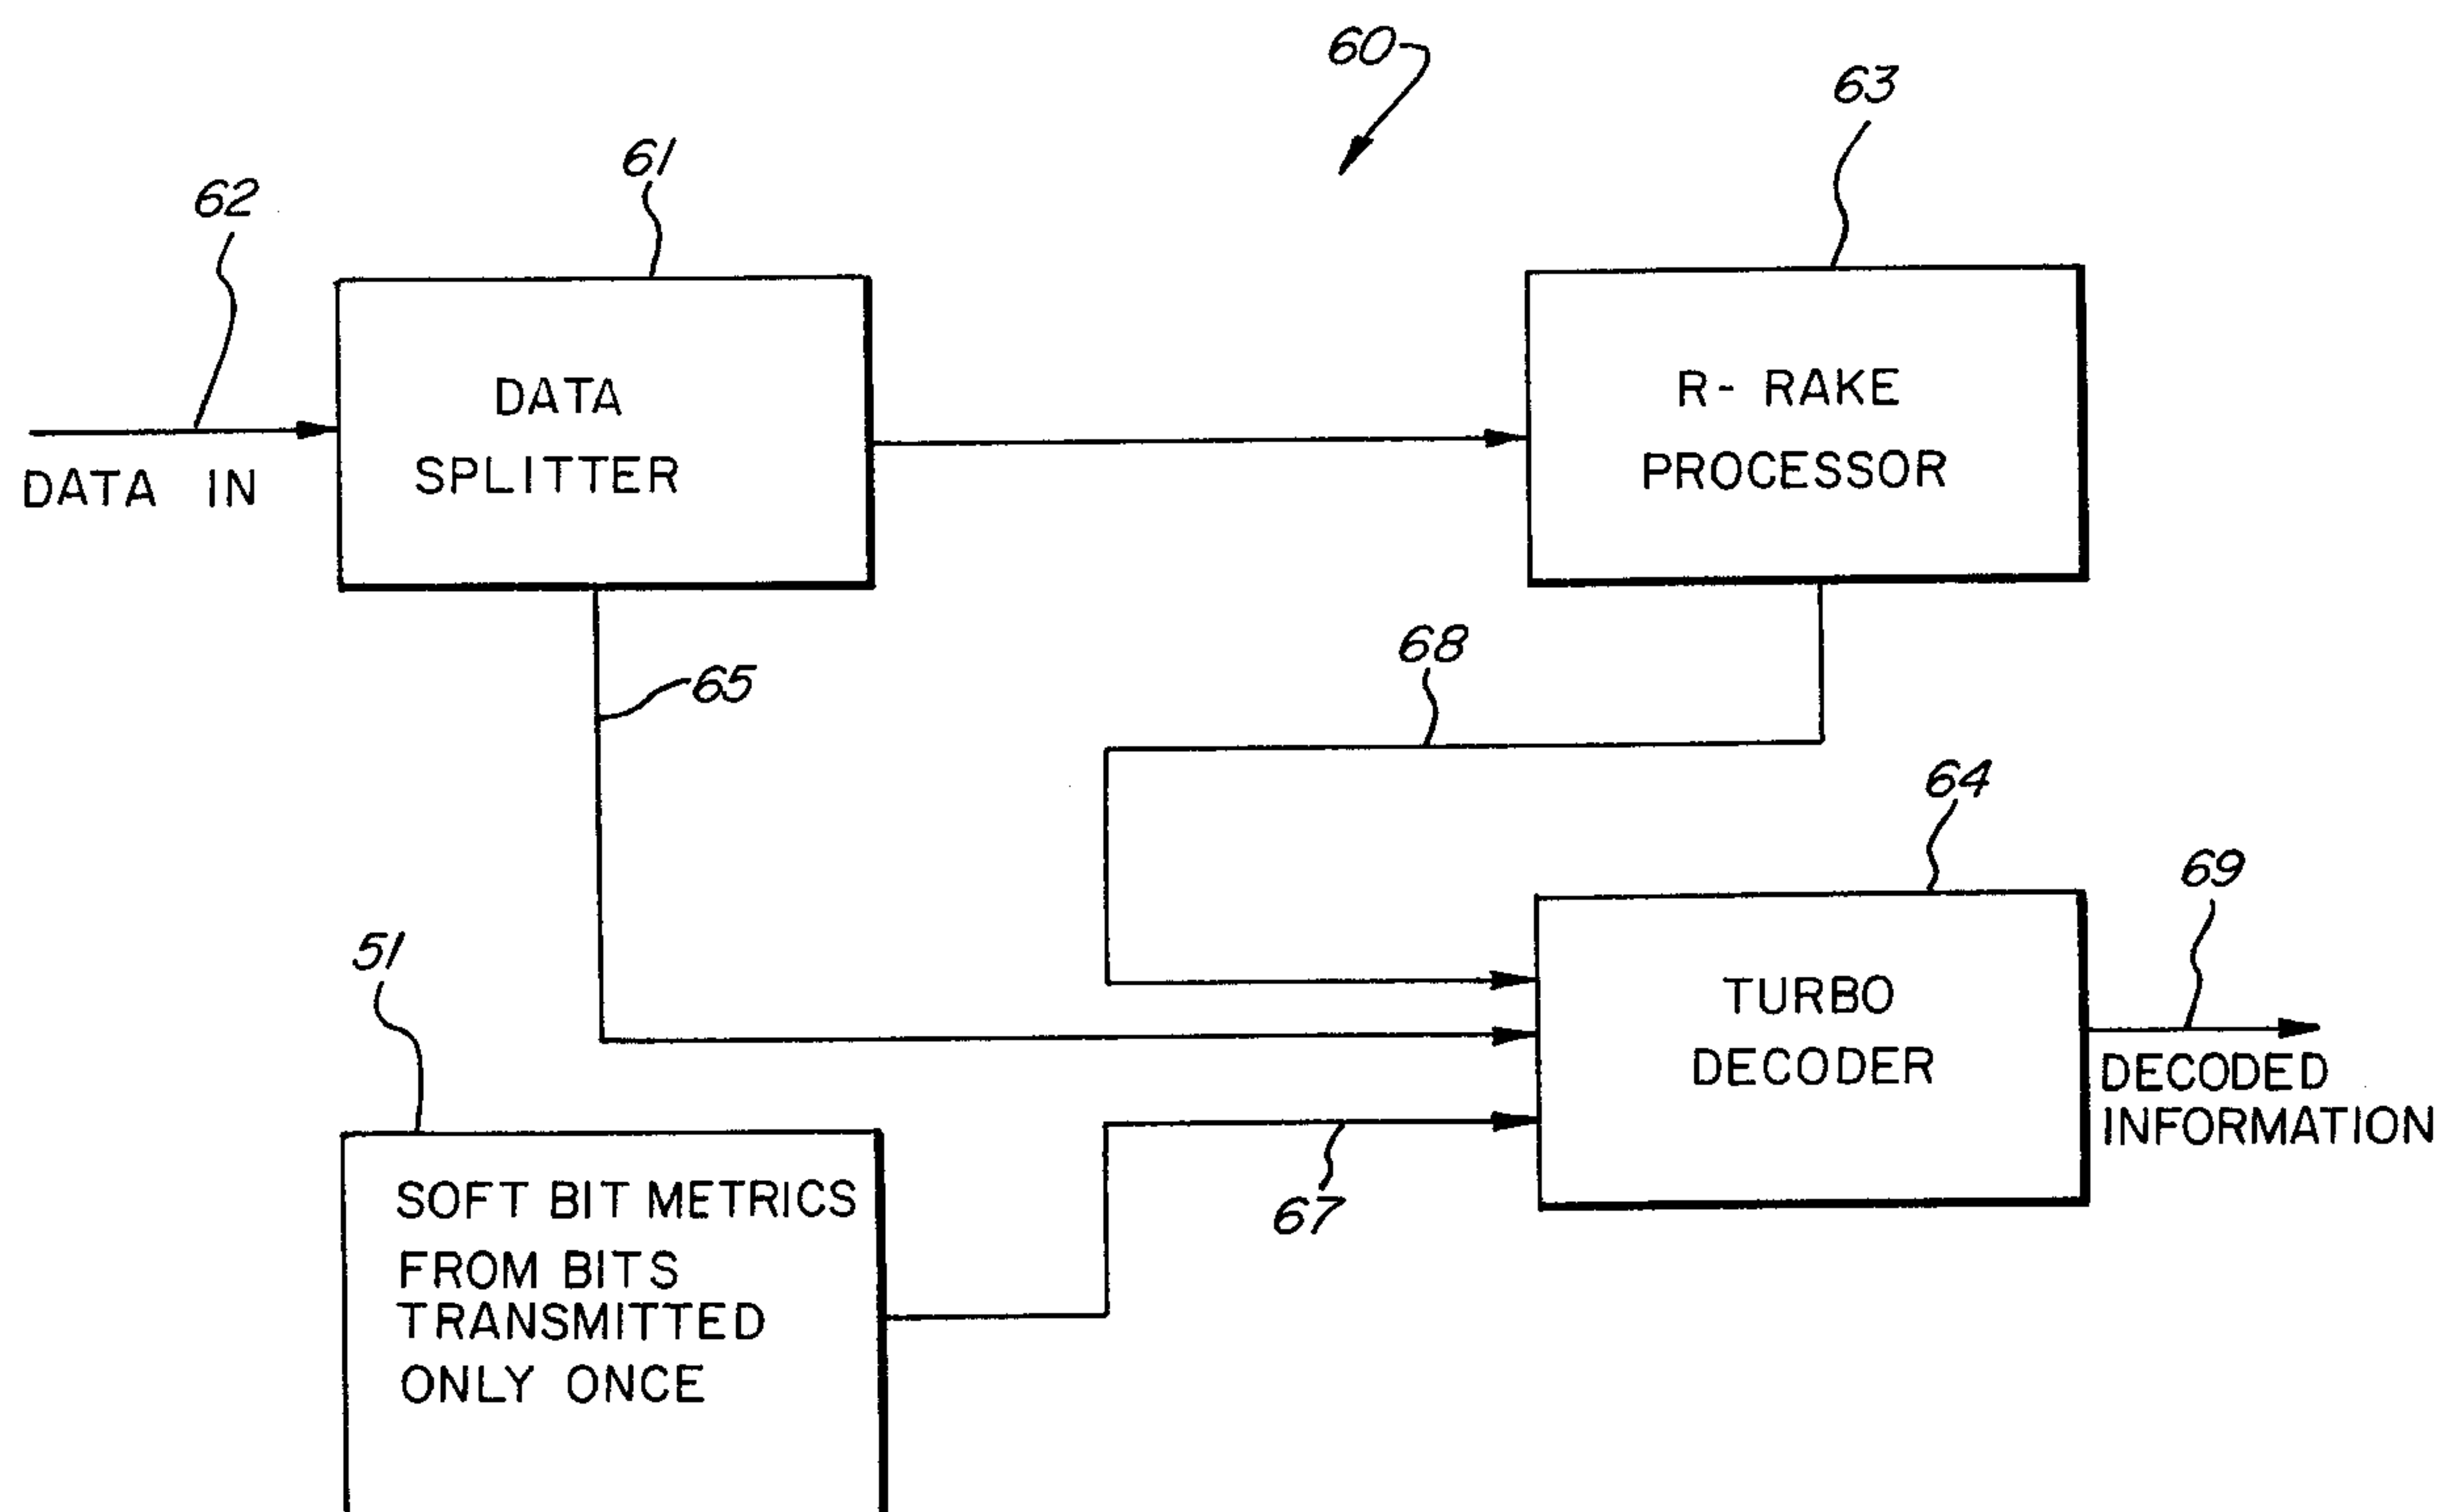 60
63
61
62
DATA
SPLITTER
R- RAKE
PROCESSOR
DATA IN
68
65
64
69
51
TURBO
DECODER
DECODED
INFORMATION
SOFT BIT METRICS
FROM BITS
TRANSMITTED
ONLY ONCE
67